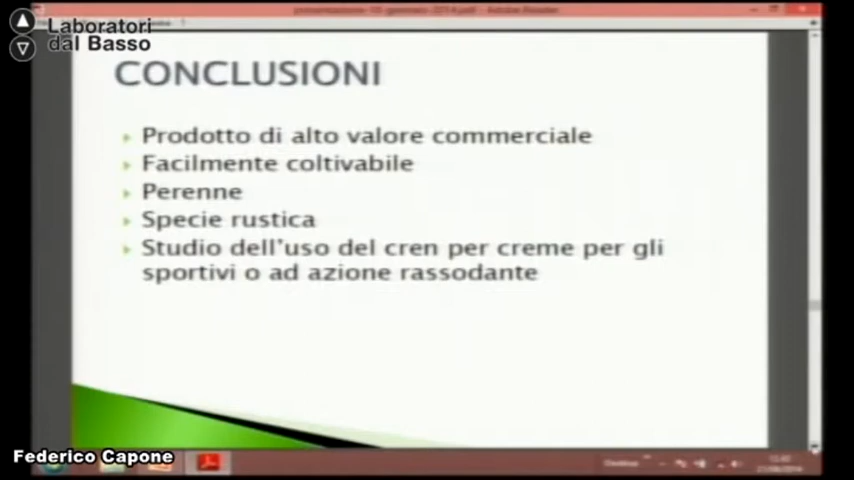 Laboratori
dal Basso
CONCLUSIONI
Prodotto di alto valore commerciale
Facilmente coltivabile
Perenne
Specie rustica
Studio dell'uso del cren per creme per gli
sportivi o ad azione rassodante
Federico Capone